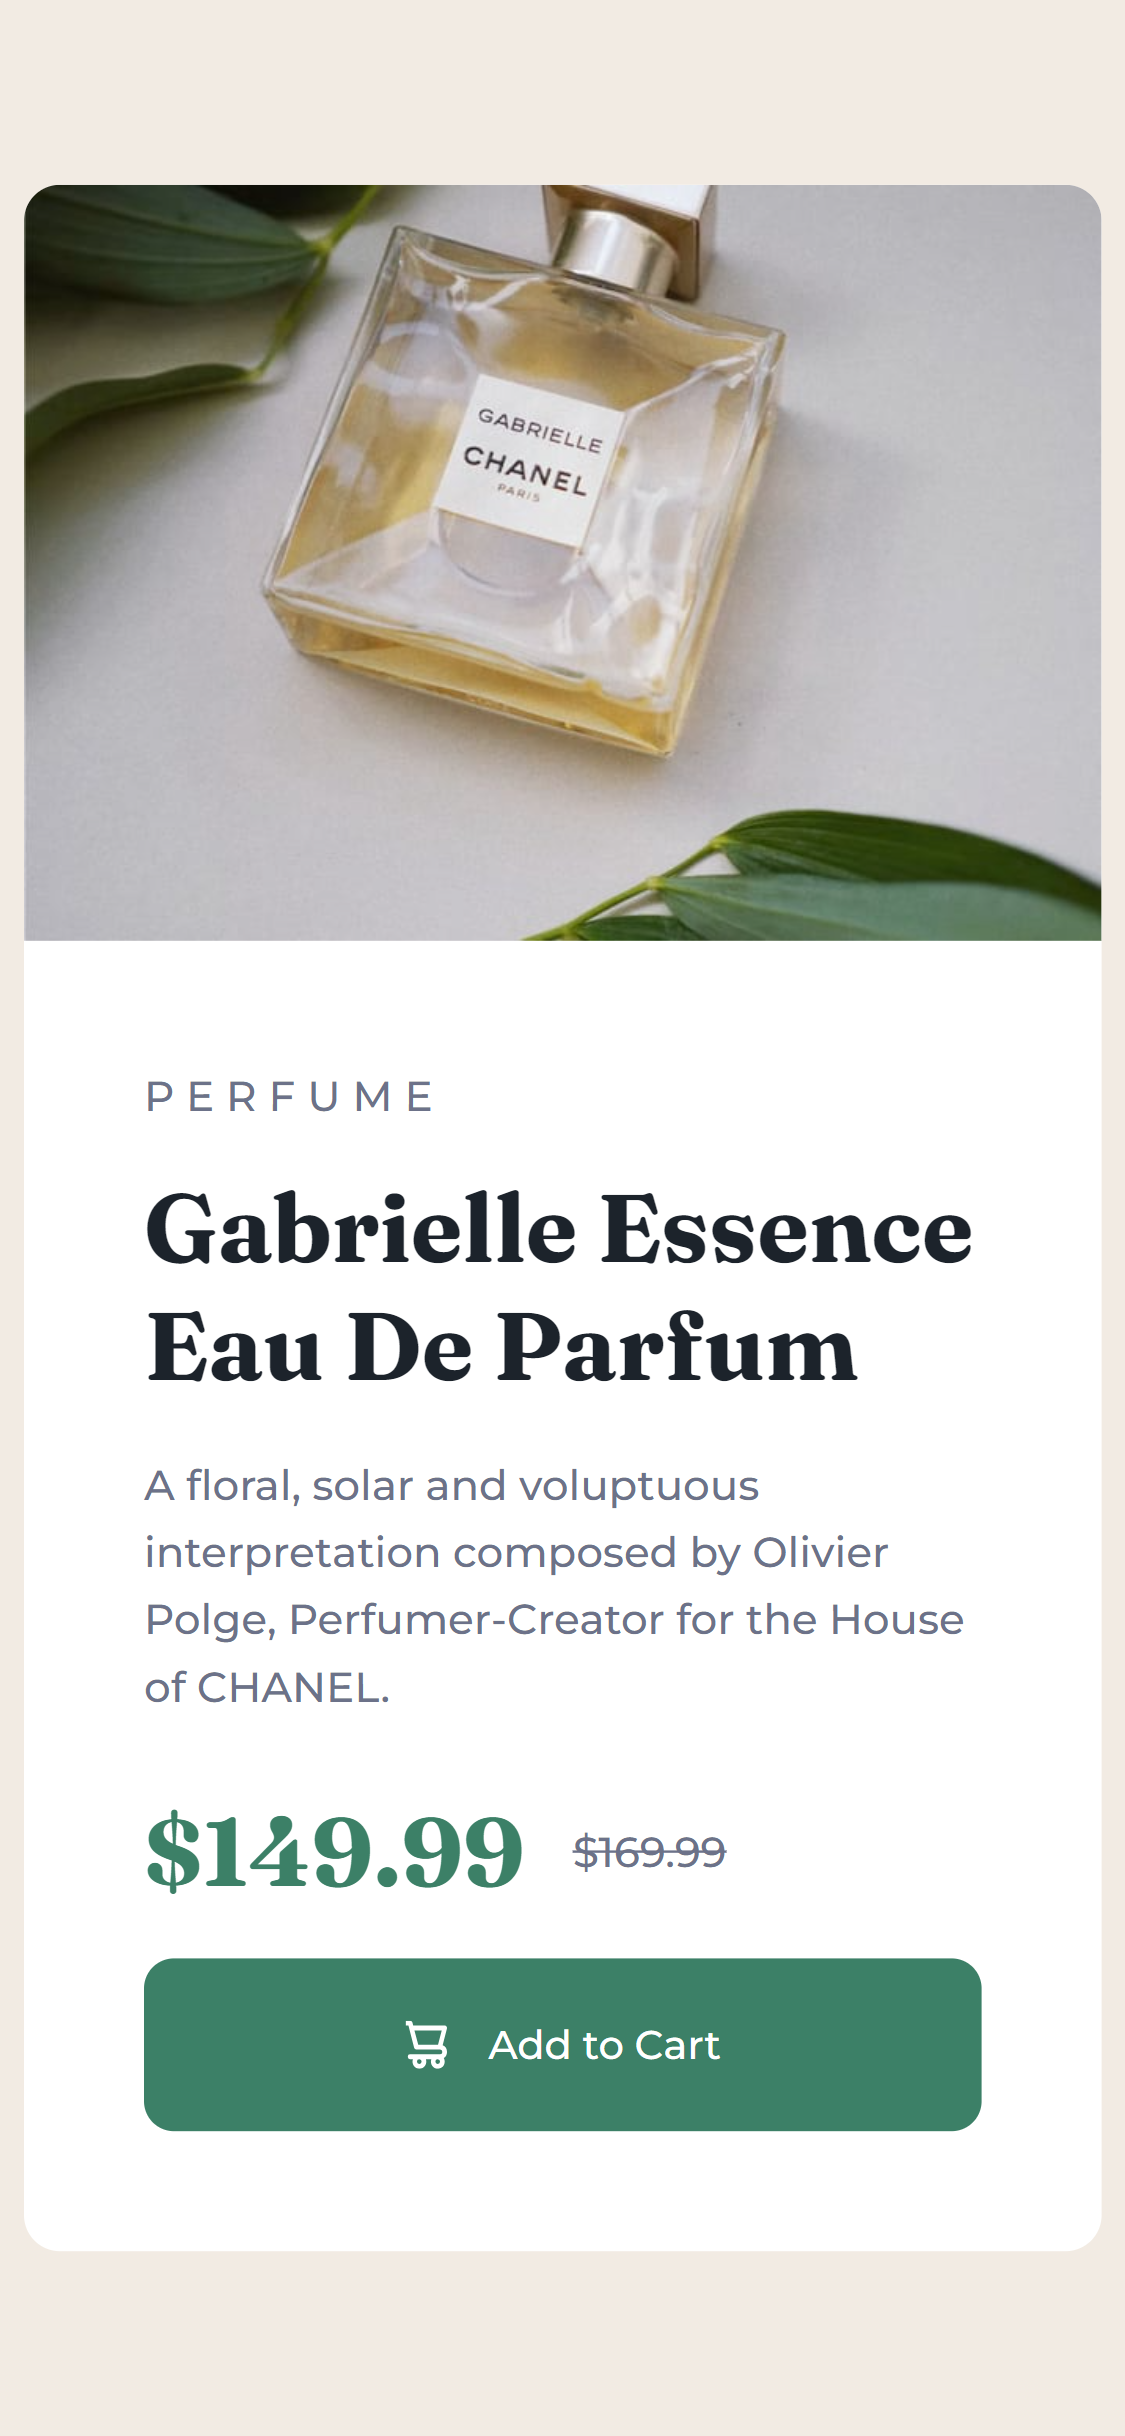 GABRIELLE
CHANEL
PARIS
PERFUME
Gabrielle Essence
Eau De Parfum
A floral, solar and voluptuous
interpretation composed by Olivier
Polge, Perfumer-Creator for the House
of CHANEL.
$149.99 $169.99
Add to Cart